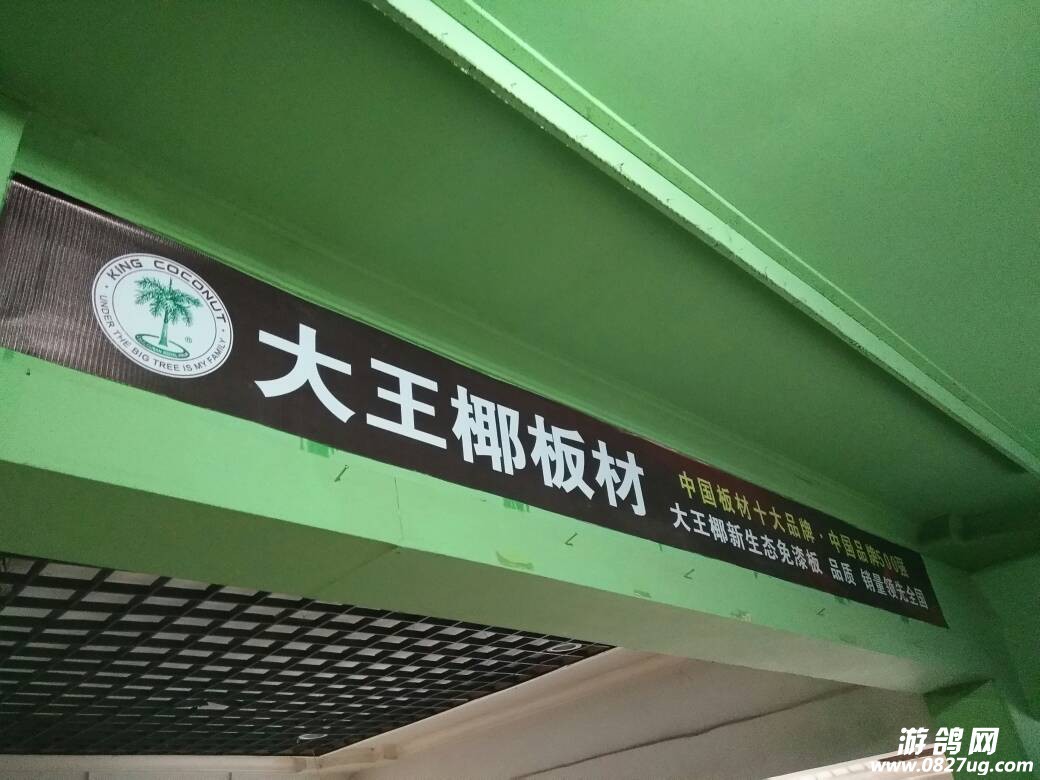 KING COCONUT
UNDER THE BIG TREE IS MY FAMILY
®
大王椰板材
中国板材十大品牌·中国品牌500强
大王椰新生态免漆板 品质 销量领先全国
游鸽网
www.0827ug.com